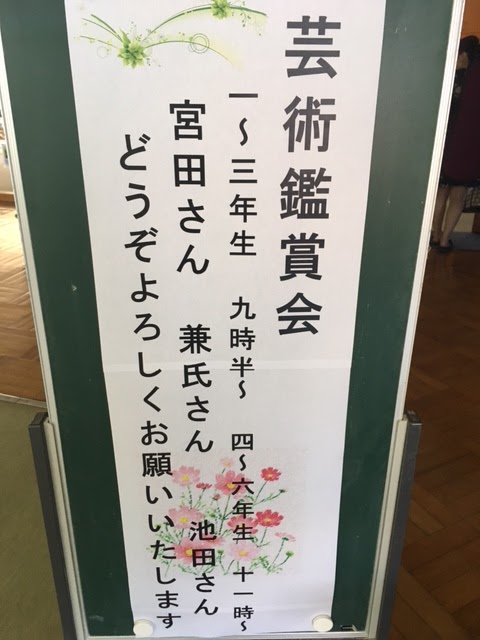 芸術鑑賞会
一～三年生 九時半～ 四～六年生 十一時～
宮田さん 兼氏さん 池田さん
どうぞよろしくお願いいたします